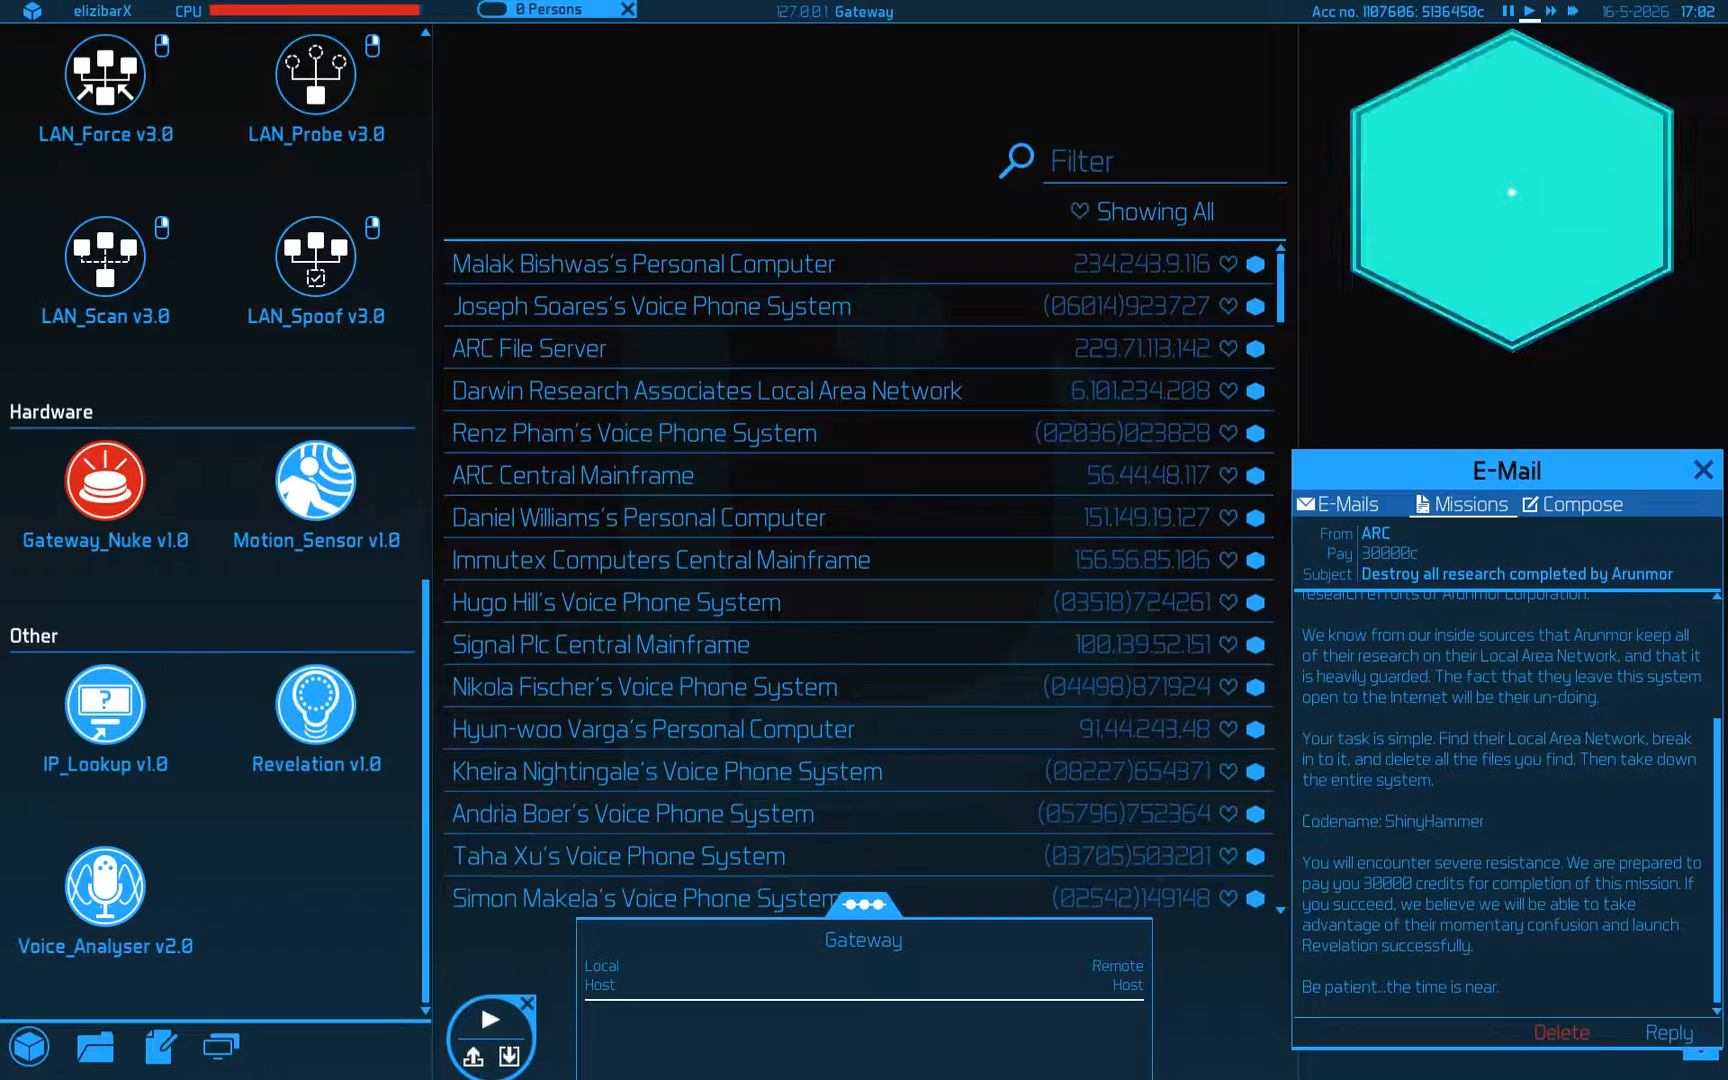 elizibarX
CPU
0 Persons
127.0.0.1 Gateway
Acc no. 1107606: 5136450c
16-5-2026 17:02
LAN_Force v3.0
LAN_Probe v3.0
LAN_Scan v3.0
LAN_Spoof v3.0
Hardware
Gateway_Nuke v1.0
Motion_Sensor v1.0
Other
IP_Lookup v1.0
Revelation v1.0
Voice_Analyser v2.0
Filter
Showing All
Malak Bishwas's Personal Computer 234.243.9.116
Joseph Soares's Voice Phone System (06014)923727
ARC File Server 229.71.113.142
Darwin Research Associates Local Area Network 6.101.234.208
Renz Pham's Voice Phone System (02036)023828
ARC Central Mainframe 56.44.48.117
Daniel Williams's Personal Computer 151.149.19.127
Immutex Computers Central Mainframe 156.56.85.106
Hugo Hill's Voice Phone System (03518)724261
Signal Plc Central Mainframe 100.139.52.151
Nikola Fischer's Voice Phone System (04498)871924
Hyun-woo Varga's Personal Computer 91.44.243.48
Kheira Nightingale's Voice Phone System (08227)654371
Andria Boer's Voice Phone System (05796)752364
Taha Xu's Voice Phone System (03705)503201
Simon Makela's Voice Phone System (02542)149148
Gateway
Local Host
Remote Host
E-Mail
E-Mails Missions Compose
From ARC
Pay 30000c
Subject Destroy all research completed by Arunmor
research efforts of Arunmor Corporation.
We know from our inside sources that Arunmor keep all
of their research on their Local Area Network, and that it
is heavily guarded. The fact that they leave this system
open to the Internet will be their un-doing.
Your task is simple. Find their Local Area Network, break
in to it, and delete all the files you find. Then take down
the entire system.
Codename: ShinyHammer
You will encounter severe resistance. We are prepared to
pay you 30000 credits for completion of this mission. If
you succeed, we believe we will be able to take
advantage of their momentary confusion and launch
Revelation successfully.
Be patient...the time is near.
Delete Reply